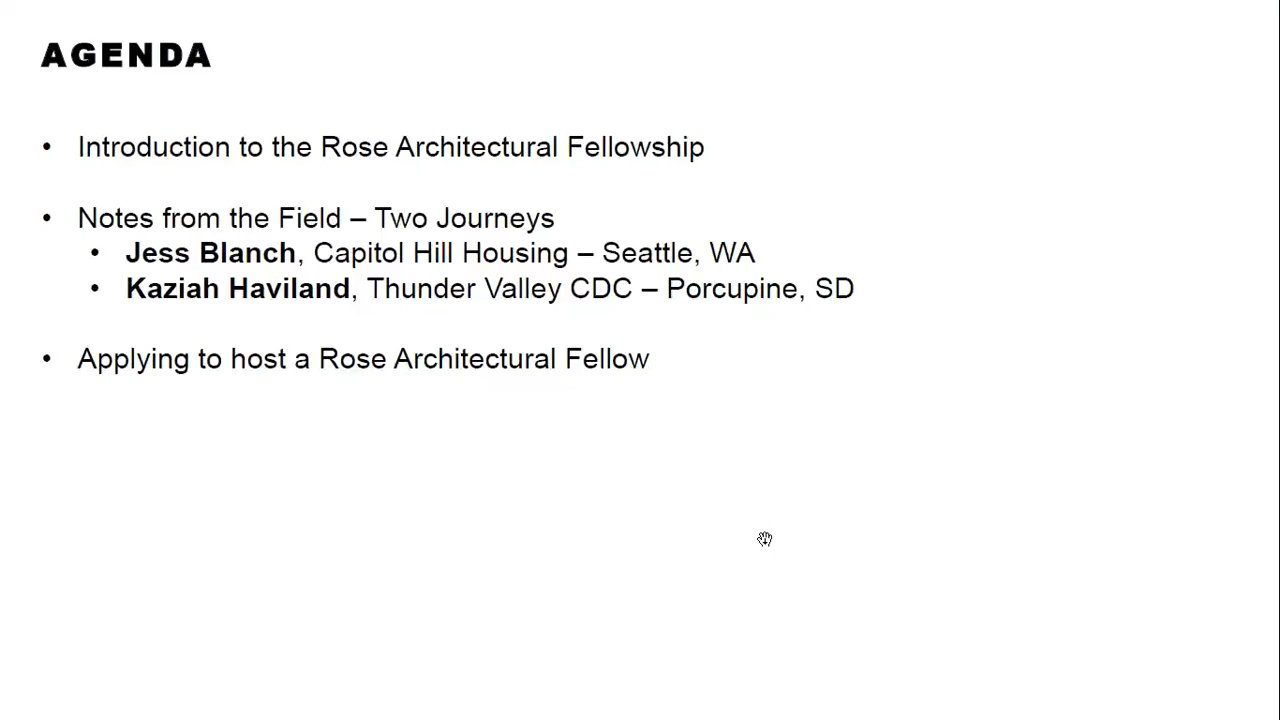 AGENDA
• Introduction to the Rose Architectural Fellowship
• Notes from the Field – Two Journeys
• Jess Blanch, Capitol Hill Housing – Seattle, WA
• Kaziah Haviland, Thunder Valley CDC – Porcupine, SD
• Applying to host a Rose Architectural Fellow